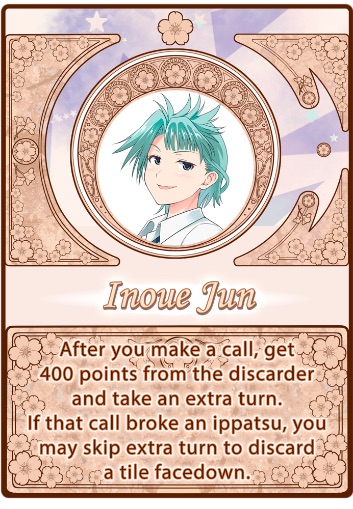 Inoue Jun
After you make a call, get
400 points from the discarder
and take an extra turn.
If that call broke an ippatsu, you
may skip extra turn to discard
a tile facedown.